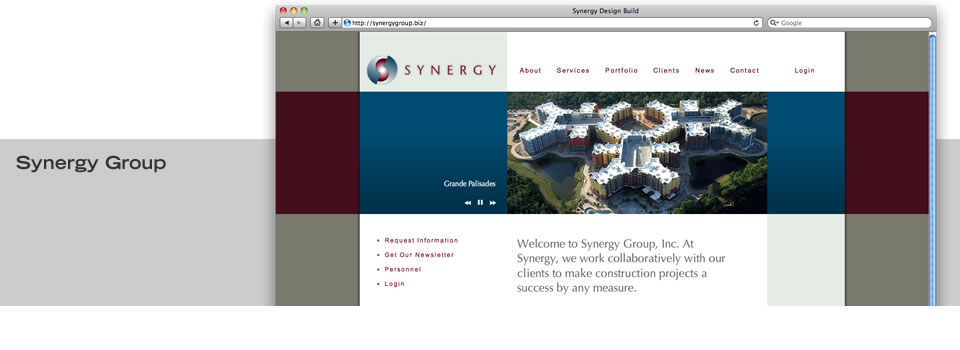 Synergy Design Build
http://synergygroup.biz/
Google
SYNERGY
About Services Portfolio Clients News Contact Login
Synergy Group
Grande Palisades
Request Information
Get Our Newsletter
Personnel
Login
Welcome to Synergy Group, Inc. At
Synergy, we work collaboratively with our
clients to make construction projects a
success by any measure.